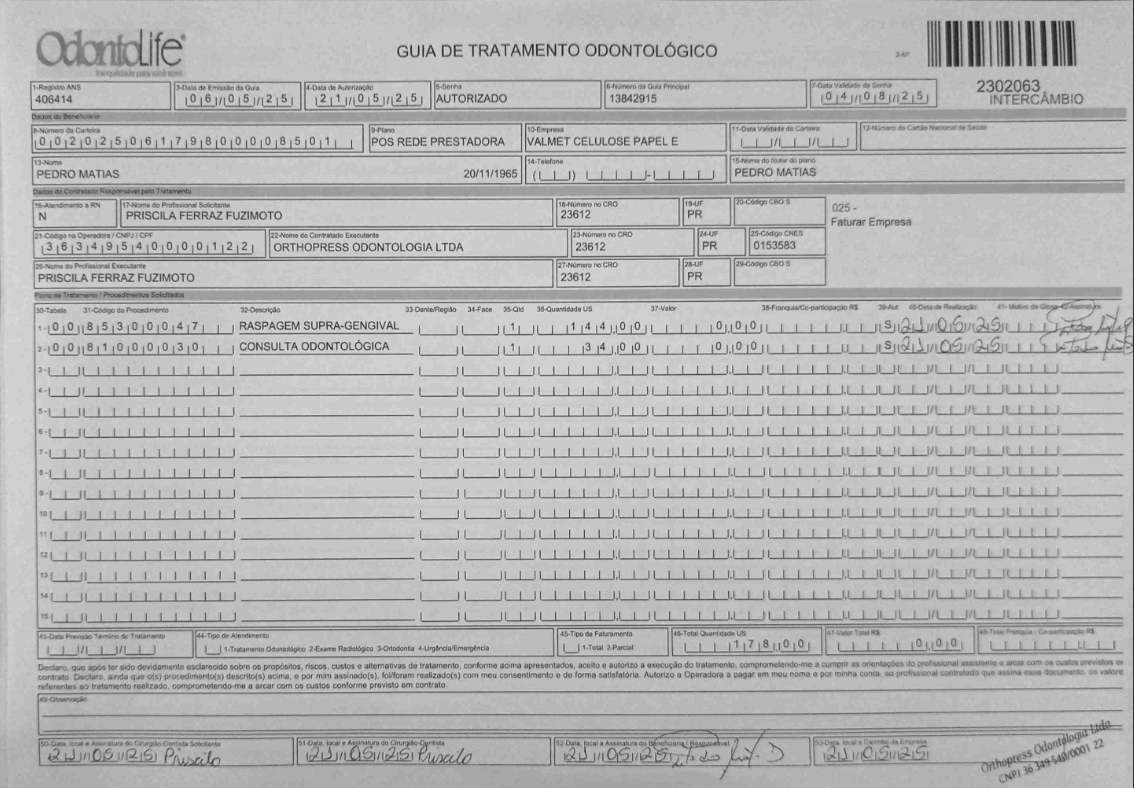 OdontoLife
tranquilidade para você sorrir
GUIA DE TRATAMENTO ODONTOLÓGICO
2302063
INTERCÂMBIO
1-Registro ANS
406414
3-Data de Emissão da Guia
06/05/25
4-Data de Autorização
21/05/25
5-Senha
AUTORIZADO
6-Número da Guia Principal
13842915
7-Data Validade da Senha
04/08/25
Dados do Beneficiário
8-Número da Carteira
00202506179800008501
9-Plano
POS REDE PRESTADORA
10-Empresa
VALMET CELULOSE PAPEL E
11-Data Validade da Carteira
12-Número do Cartão Nacional de Saúde
13-Nome
PEDRO MATIAS 20/11/1965
14-Telefone
15-Nome do titular do plano
PEDRO MATIAS
Dados do Contratado Responsável pelo Tratamento
16-Atendimento a RN
N
17-Nome do Profissional Solicitante
PRISCILA FERRAZ FUZIMOTO
18-Número no CRO
23612
19-UF
PR
20-Código CBO S
025 -
Faturar Empresa
21-Código na Operadora / CNPJ / CPF
36349540000122
22-Nome do Contratado Executante
ORTHOPRESS ODONTOLOGIA LTDA
23-Número no CRO
23612
24-UF
PR
25-Código CNES
0153583
26-Nome do Profissional Executante
PRISCILA FERRAZ FUZIMOTO
27-Número no CRO
23612
28-UF
PR
29-Código CBO S
Plano de Tratamento / Procedimentos Solicitados
30-Tabela 31-Código do Procedimento 32-Descrição 33-Dente/Região 34-Face 35-Qtd 36-Quantidade US 37-Valor 38-Franquia/Co-participação R$ 39-Aut 40-Data de Realização 41- Motivo da Glosa 42-Assinatura
1- 00 85300047 RASPAGEM SUPRA-GENGIVAL 1 144,00 0,00 S 21/05/25
2- 00 81000030 CONSULTA ODONTOLÓGICA 1 34,00 0,00 S 21/05/25
3-
4-
5-
6-
7-
8-
9-
10
11
12
13
14
15
43-Data Previsão Término do Tratamento
44-Tipo de Atendimento
1-Tratamento Odontológico 2-Exame Radiológico 3-Ortodontia 4-Urgência/Emergência
45-Tipo de Faturamento
1-Total 2-Parcial
46-Total Quantidade US
178,00
47-Valor Total R$
0,00
48-Total Franquia / Co-participação R$
Declaro, que após ter sido devidamente esclarecido sobre os propósitos, riscos, custos e alternativas de tratamento, conforme acima apresentados, aceito e autorizo a execução do tratamento, comprometendo-me a cumprir as orientações do profissional assistente e arcar com os custos previstos em
contrato. Declaro, ainda que o(s) procedimento(s) descrito(s) acima, e por mim assinado(s), foi/foram realizado(s) com meu consentimento e de forma satisfatória. Autorizo a Operadora a pagar em meu nome e por minha conta, ao profissional contratado que assina esse documento, os valores
referentes ao tratamento realizado, comprometendo-me a arcar com os custos conforme previsto em contrato.
49-Observação
50-Data, local e Assinatura do Cirurgião Dentista Solicitante
21/05/25 Priscila
51-Data, local e Assinatura do Cirurgião-Dentista
21/05/25 Priscila
52-Data, local e Assinatura do Beneficiário / Responsável
21/05/25
53-Data, local e Carimbo da Empresa
21/05/25
Orthopress Odontologia Ltda
CNPJ 36 349 540/0001 22